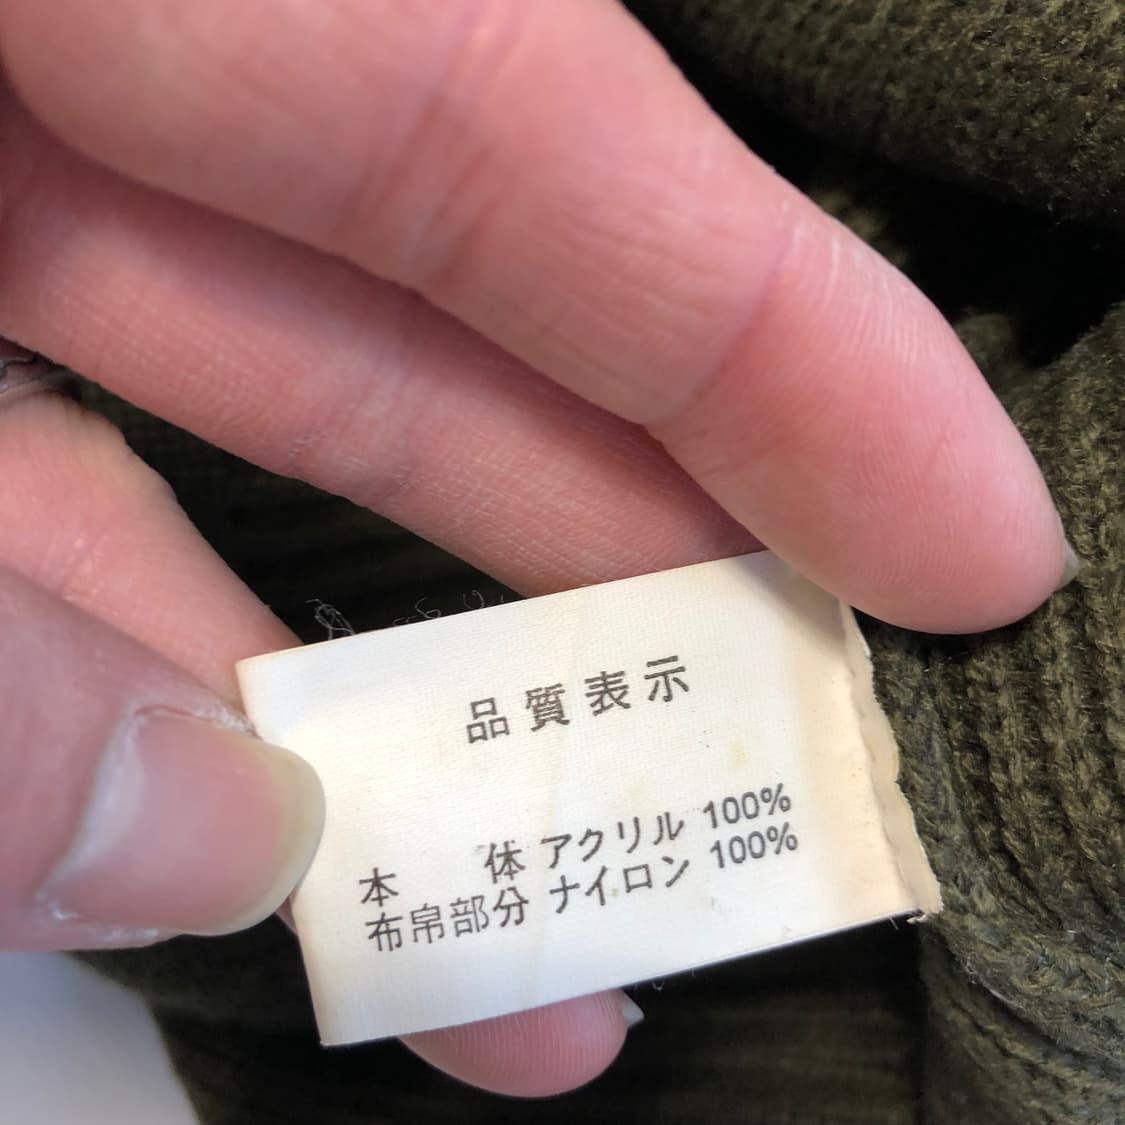 品質表示
本　　体 アクリル 100%
布帛部分 ナイロン 100%